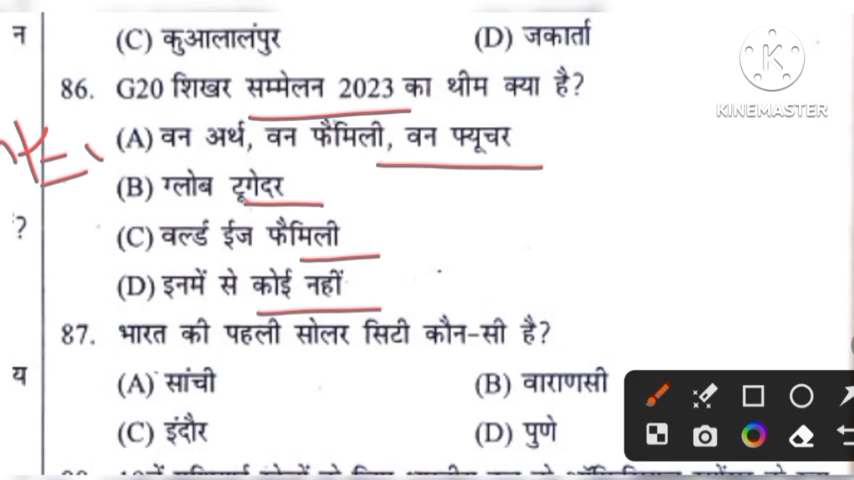 न
(C) कुआलालंपुर (D) जकार्ता
86. G20 शिखर सम्मेलन 2023 का थीम क्या है?
(A) वन अर्थ, वन फैमिली, वन फ्यूचर
(B) ग्लोब टूगेदर
?
(C) वर्ल्ड ईज फैमिली
(D) इनमें से कोई नहीं
87. भारत की पहली सोलर सिटी कौन-सी है?
य
(A) सांची (B) वाराणसी
(C) इंदौर (D) पुणे
KINEMASTER